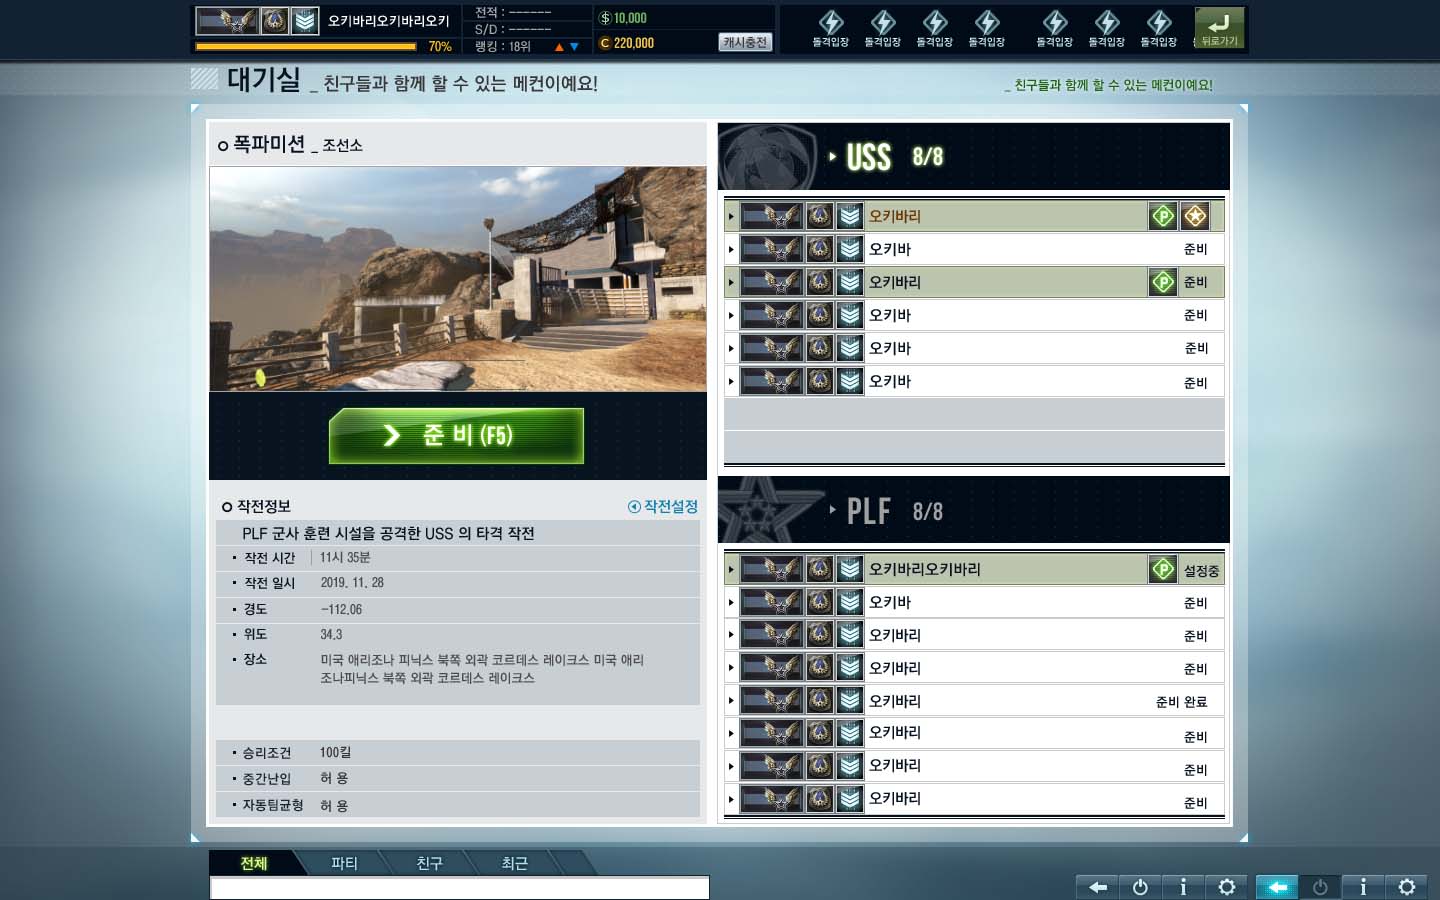 오키바리오키바리오키
70%
전적 : ------
S/D : ------
랭킹 : 18위
10,000
220,000
캐시충전
돌격입장 돌격입장 돌격입장 돌격입장 돌격입장 돌격입장 돌격입장
뒤로가기
대기실 _ 친구들과 함께 할 수 있는 메컨이예요!
_ 친구들과 함께 할 수 있는 메컨이예요!
폭파미션 _ 조선소
준 비 (F5)
작전정보
작전설정
PLF 군사 훈련 시설을 공격한 USS 의 타격 작전
작전 시간 11시 35분
작전 일시 2019. 11. 28
경도 -112.06
위도 34.3
장소 미국 애리조나 피닉스 북쪽 외곽 코르데스 레이크스 미국 애리
조나피닉스 북쪽 외곽 코르데스 레이크스
승리조건 100킬
중간난입 허 용
자동팀균형 허 용
USS 8/8
오키바리 P
오키바 준비
오키바리 P 준비
오키바 준비
오키바 준비
오키바 준비
PLF 8/8
오키바리오키바리 P 설정중
오키바 준비
오키바리 준비
오키바리 준비
오키바리 준비 완료
오키바리 준비
오키바리 준비
오키바리 준비
전체 파티 친구 최근